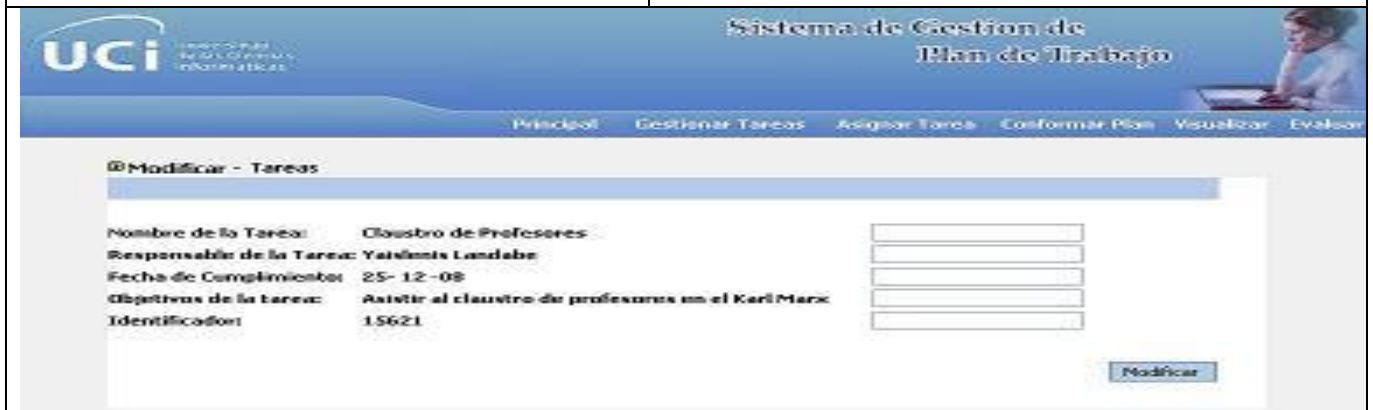 UCi
Sistema de Gestion de
Plan de Trabajo
Informáticas
Principal Gestionar Tareas Asignar Tarea Conformar Plan Visualizar Evaluar
Modificar - Tareas
Nombre de la Tarea: Claustro de Profesores
Responsable de la Tarea: Landabe
Fecha de Cumplimiento: 25- 12 -08
Objetivos de la tarea: Asistir al claustro de profesores en el Karl Marx
Identificador: 15621
Modificar